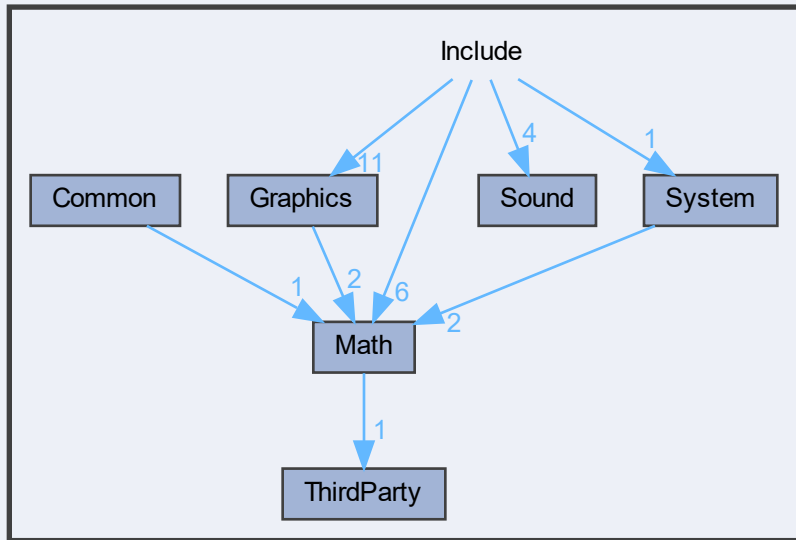 Include
4
1
11
Common
Graphics
Sound
System
1
2
6
2
Math
1
ThirdParty